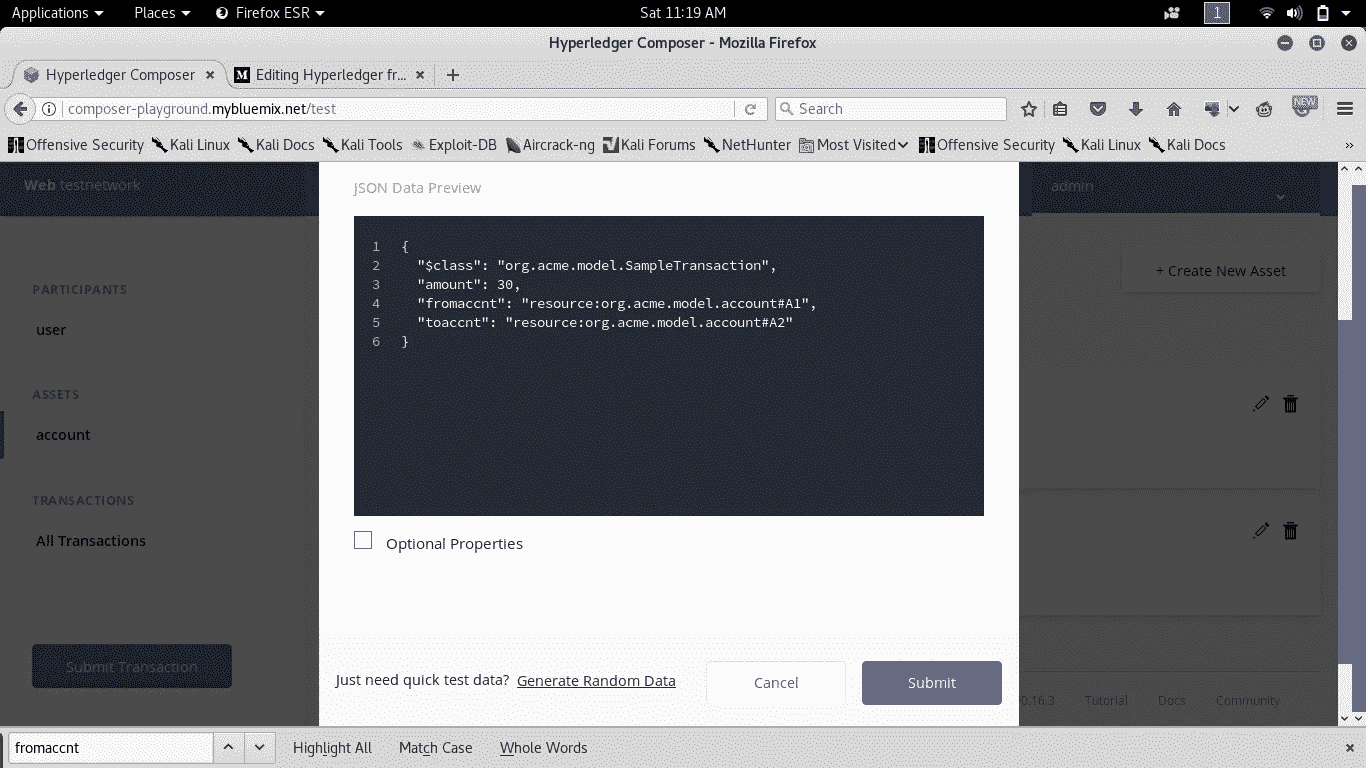 Applications Places Firefox ESR Sat 11:19 AM 1
Hyperledger Composer - Mozilla Firefox
Hyperledger Composer × M Editing Hyperledger fr... × +
composer-playground.mybluemix.net/test Search NEW
Offensive Security Kali Linux Kali Docs Kali Tools Exploit-DB Aircrack-ng Kali Forums NetHunter Most Visited Offensive Security Kali Linux Kali Docs »
Web testnetwork
admin
JSON Data Preview
1 {
2 "$class": "org.acme.model.SampleTransaction",
3 "amount": 30,
4 "fromaccnt": "resource:org.acme.model.account#A1",
5 "toaccnt": "resource:org.acme.model.account#A2"
6 }
+ Create New Asset
PARTICIPANTS
user
ASSETS
account
TRANSACTIONS
All Transactions
Optional Properties
Submit Transaction
Just need quick test data? Generate Random Data Cancel Submit
0.16.3 Tutorial Docs Community
fromaccnt Highlight All Match Case Whole Words ×